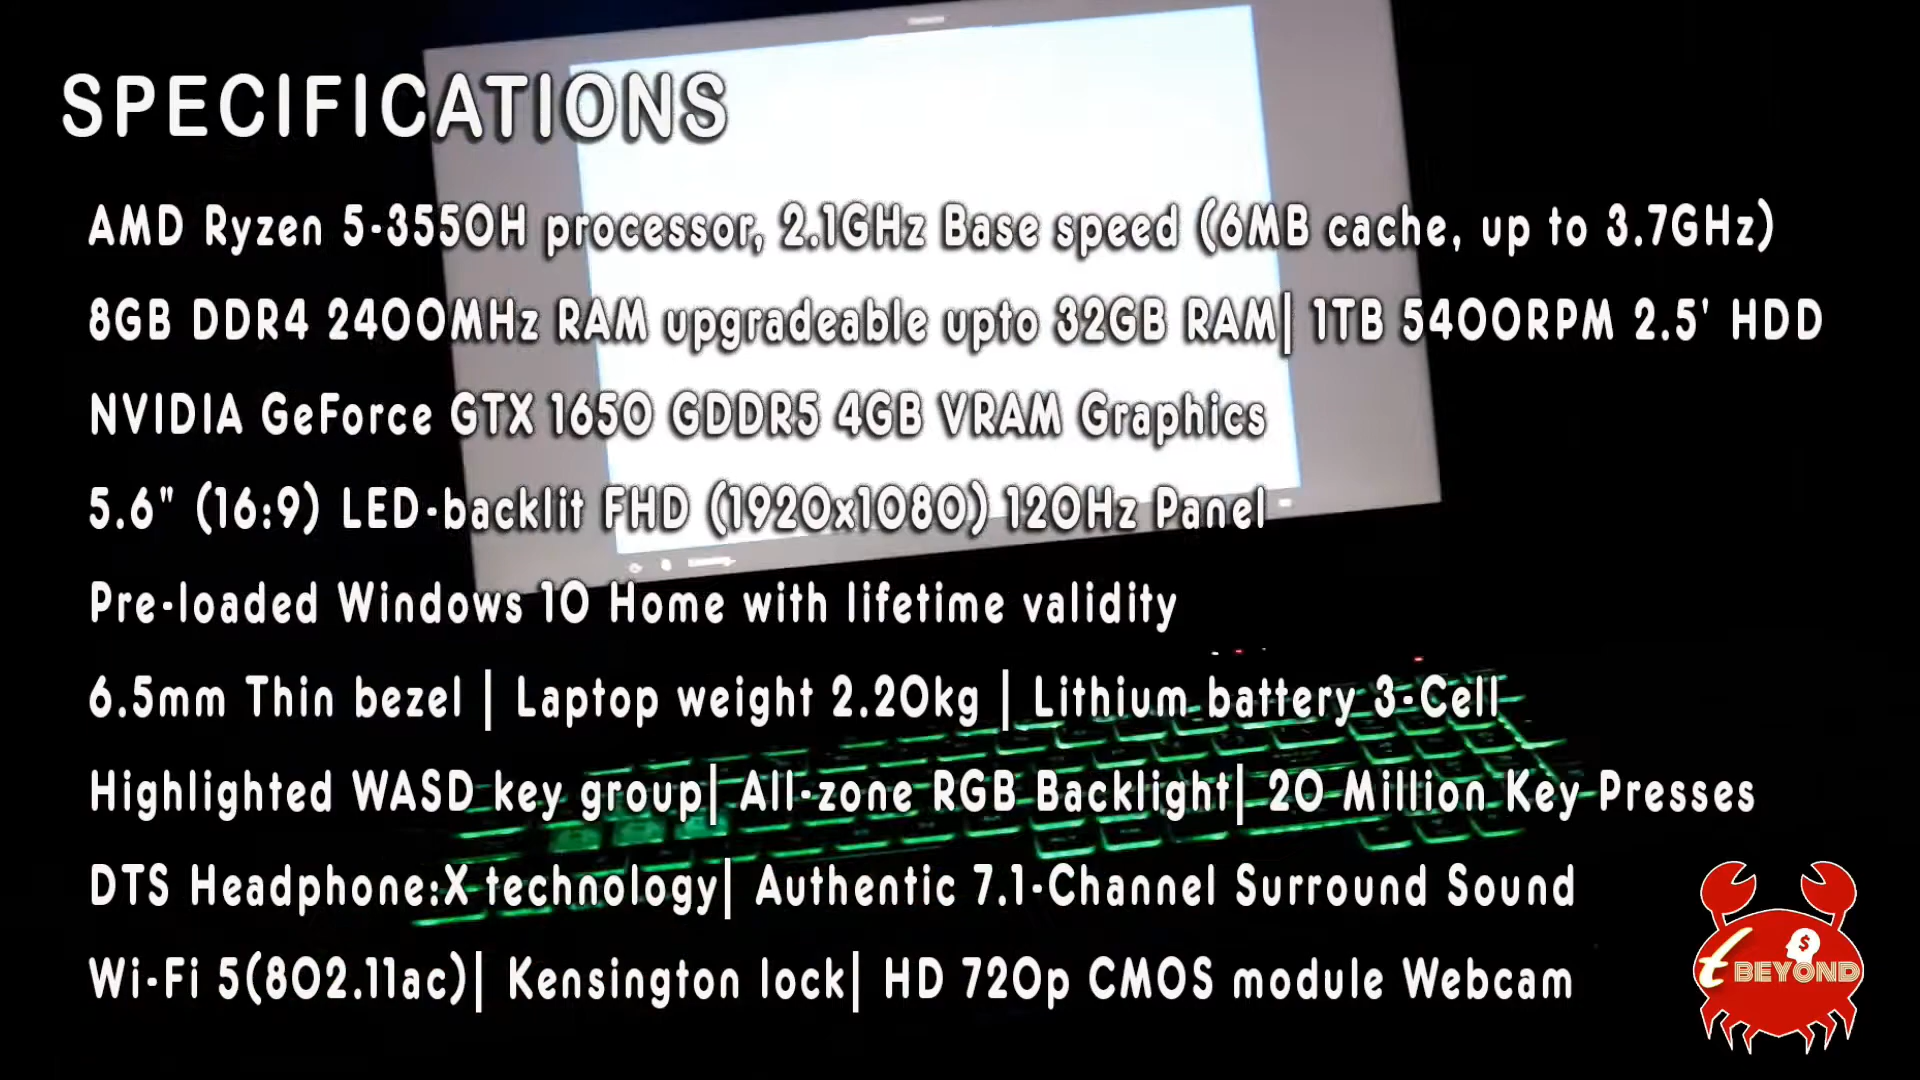 SPECIFICATIONS
AMD Ryzen 5-3550H processor, 2.1GHz Base speed (6MB cache, up to 3.7GHz)
8GB DDR4 2400MHz RAM upgradeable upto 32GB RAM| 1TB 5400RPM 2.5' HDD
NVIDIA GeForce GTX 1650 GDDR5 4GB VRAM Graphics
5.6" (16:9) LED-backlit FHD (1920x1080) 120Hz Panel
Pre-loaded Windows 10 Home with lifetime validity
6.5mm Thin bezel | Laptop weight 2.20kg | Lithium battery 3-Cell
Highlighted WASD key group| All-zone RGB Backlight| 20 Million Key Presses
DTS Headphone:X technology| Authentic 7.1-Channel Surround Sound
Wi-Fi 5(802.11ac)| Kensington lock| HD 720p CMOS module Webcam
t $
BEYOND